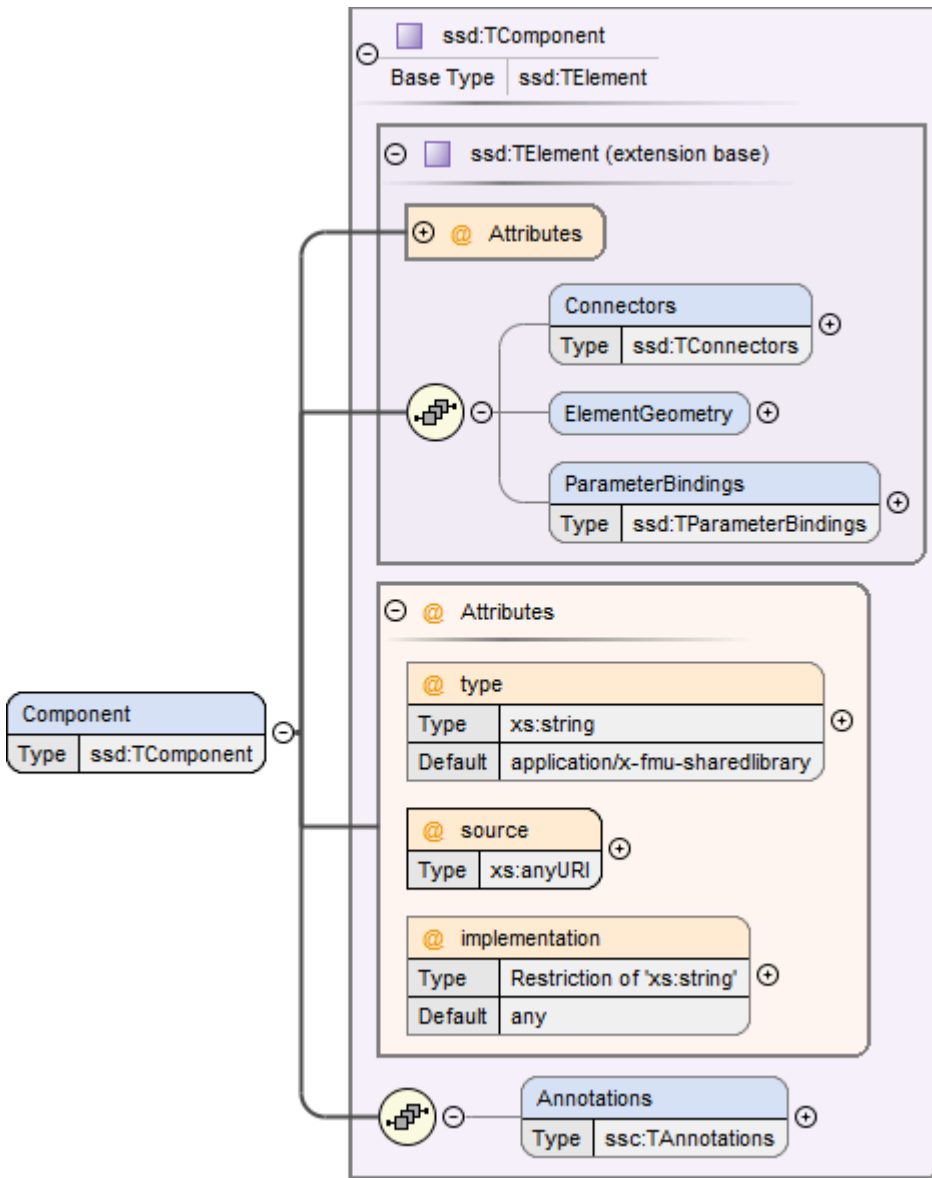 ssd:TComponent
Base Type ssd:TElement
ssd:TElement (extension base)
@ Attributes
Connectors
Type ssd:TConnectors
ElementGeometry
ParameterBindings
Type ssd:TParameterBindings
@ Attributes
@ type
Type xs:string
Default application/x-fmu-sharedlibrary
Component
Type ssd:TComponent
@ source
Type xs:anyURI
@ implementation
Type Restriction of 'xs:string'
Default any
Annotations
Type ssc:TAnnotations